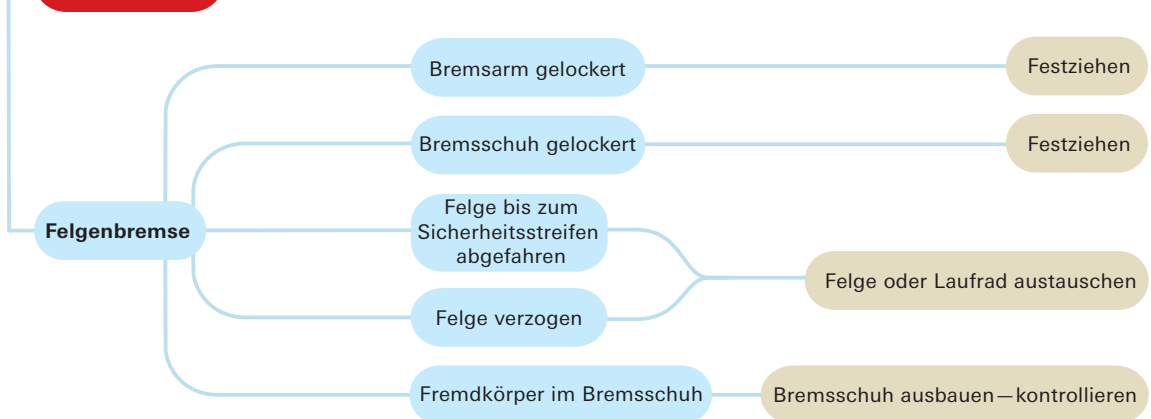 Bremsarm gelockert
Festziehen
Bremsschuh gelockert
Festziehen
Felgenbremse
Felge bis zum
Sicherheitsstreifen
abgefahren
Felge oder Laufrad austauschen
Felge verzogen
Fremdkörper im Bremsschuh
Bremsschuh ausbauen—kontrollieren